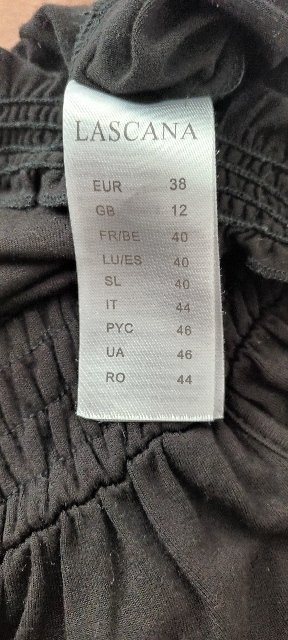 LASCANA
EUR 38
GB 12
FR/BE 40
LU/ES 40
SL 40
IT 44
РУС 46
UA 46
RO 44